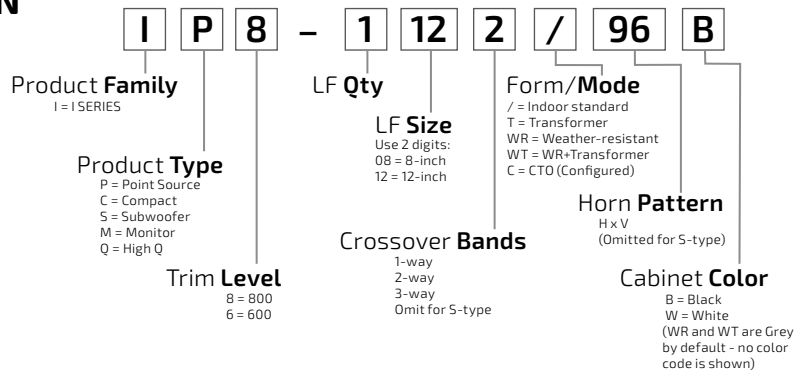 N
I P 8 – 1 12 2 / 96 B
Product Family
I = I SERIES
Product Type
P = Point Source
C = Compact
S = Subwoofer
M = Monitor
Q = High Q
Trim Level
8 = 800
6 = 600
LF Qty
LF Size
Use 2 digits:
08 = 8-inch
12 = 12-inch
Crossover Bands
1-way
2-way
3-way
Omit for S-type
Form/Mode
/ = Indoor standard
T = Transformer
WR = Weather-resistant
WT = WR+Transformer
C = CTO (Configured)
Horn Pattern
H x V
(Omitted for S-type)
Cabinet Color
B = Black
W = White
(WR and WT are Grey
by default - no color
code is shown)